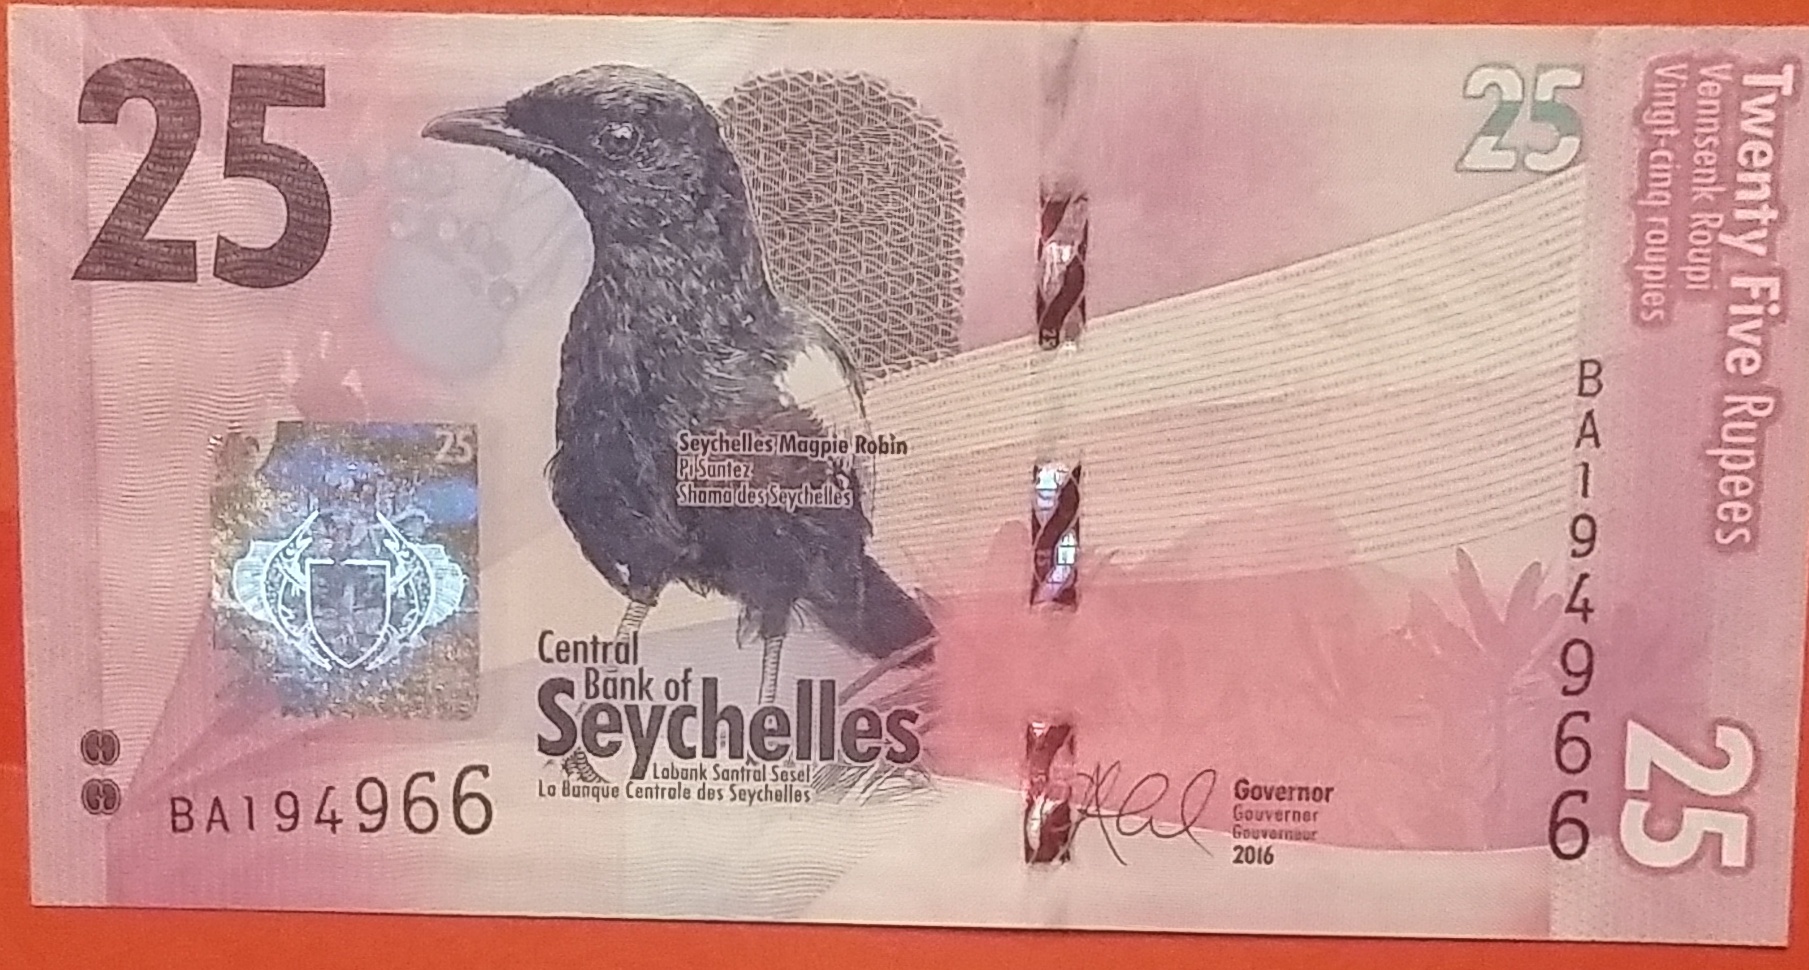 25
25
Twenty Five Rupees
Vennsenk Roupi
Vingt-cinq roupies
25
Seychelles Magpie Robin
Pi Santez
Shama des Seychelles
Central
Bank of
Seychelles
Labank Santral Sesel
La Banque Centrale des Seychelles
BA194966
BA194966
Governor
Gouverner
Gouverneur
2016
25